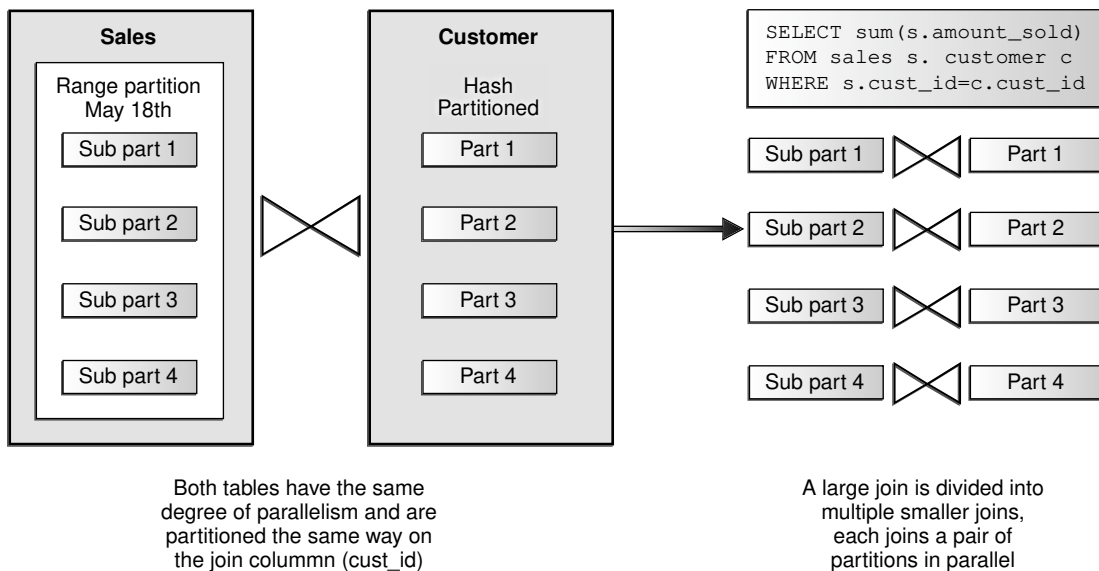 Sales
Range partition
May 18th
Sub part 1
Sub part 2
Sub part 3
Sub part 4
Customer
Hash
Partitioned
Part 1
Part 2
Part 3
Part 4
Both tables have the same
degree of parallelism and are
partitioned the same way on
the join colummn (cust_id)
SELECT sum(s.amount_sold)
FROM sales s. customer c
WHERE s.cust_id=c.cust_id
Sub part 1 Part 1
Sub part 2 Part 2
Sub part 3 Part 3
Sub part 4 Part 4
A large join is divided into
multiple smaller joins,
each joins a pair of
partitions in parallel